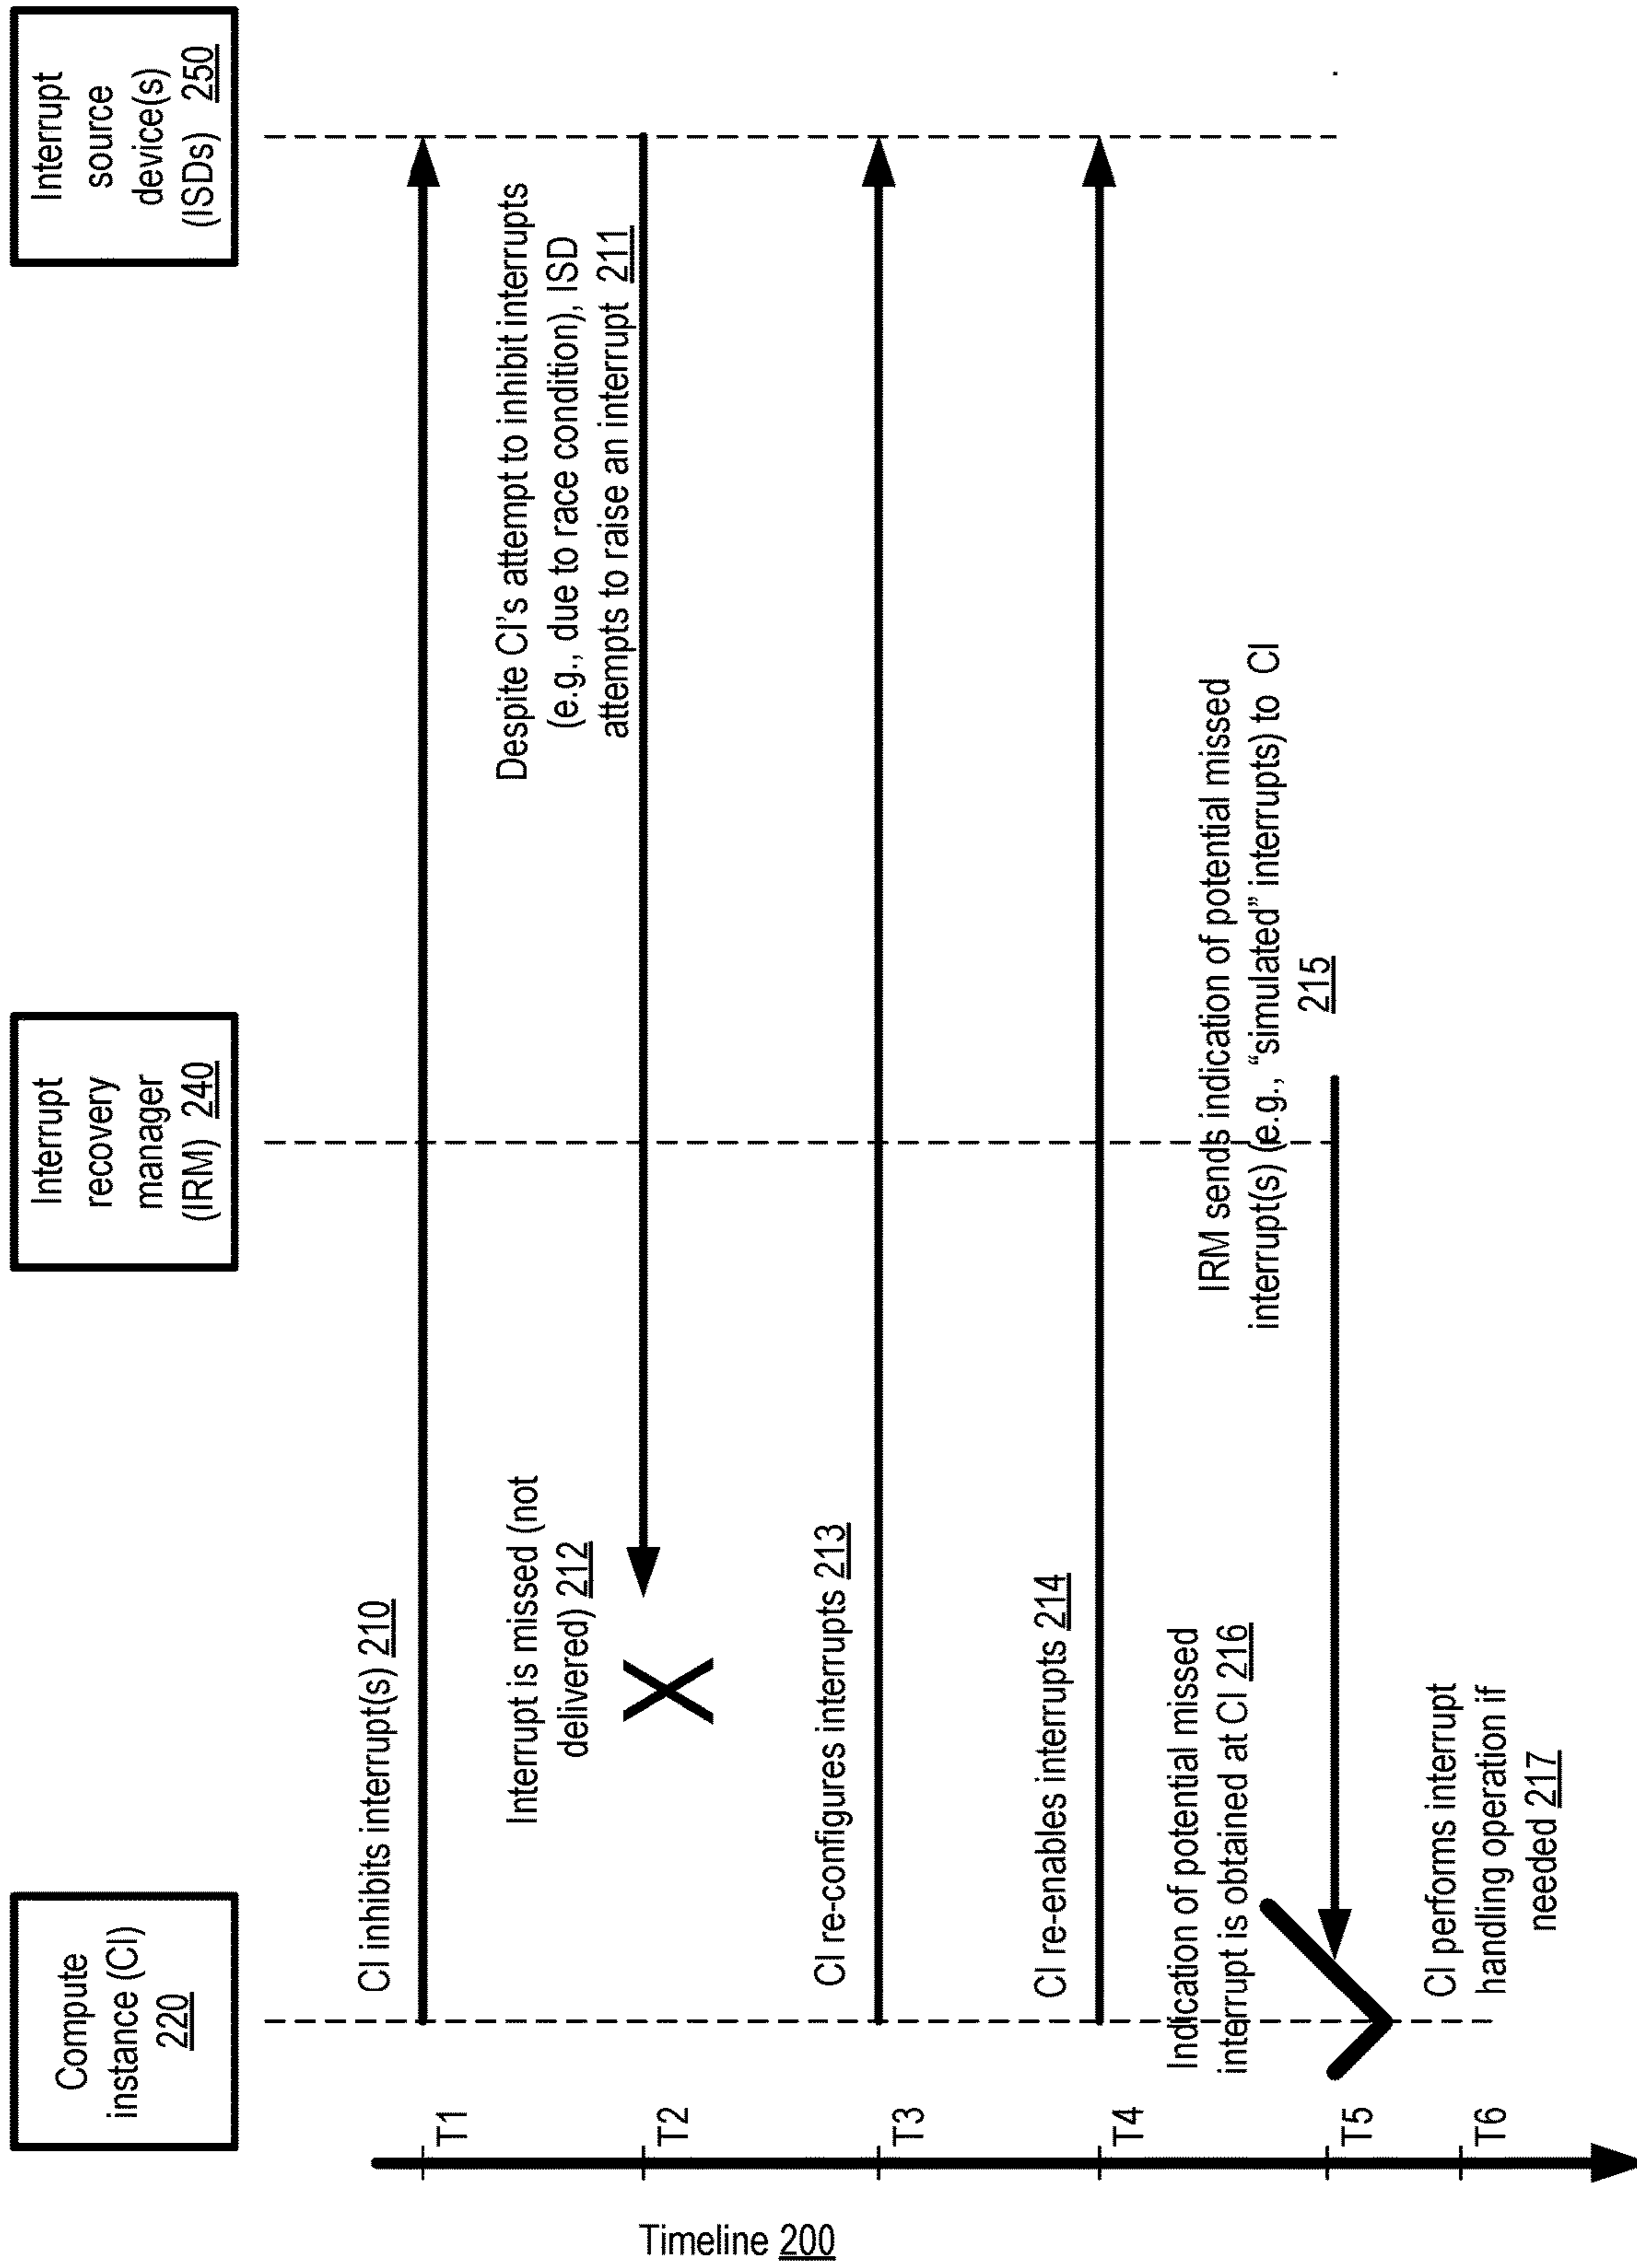 Compute
instance (CI)
220
Interrupt
recovery
manager
(IRM) 240
Interrupt
source
device(s)
(ISDs) 250
Timeline 200
T1
CI inhibits interrupt(s) 210
T2
Despite CI's attempt to inhibit interrupts
(e.g., due to race condition), ISD
attempts to raise an interrupt 211
Interrupt is missed (not
delivered) 212
X
T3
CI re-configures interrupts 213
T4
CI re-enables interrupts 214
T5
IRM sends indication of potential missed
interrupt(s) (e.g., “simulated” interrupts) to CI
215
Indication of potential missed
interrupt is obtained at CI 216
T6
CI performs interrupt
handling operation if
needed 217